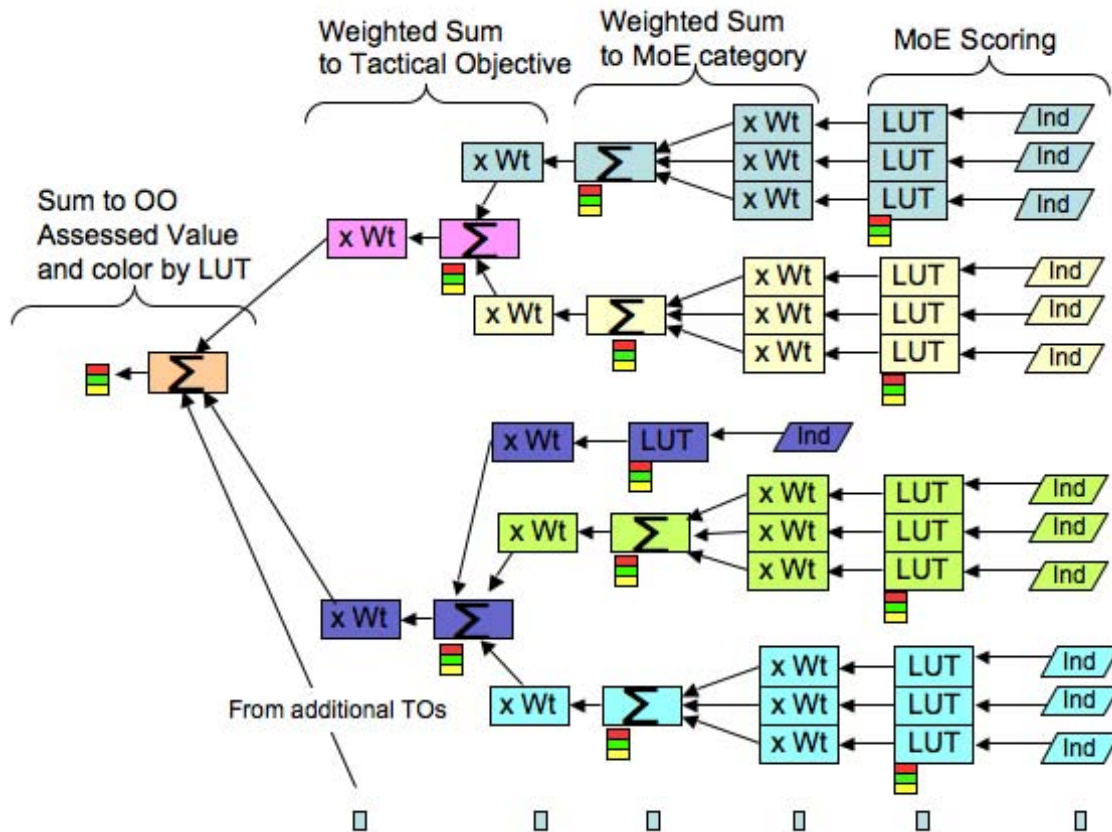 Weighted Sum
to Tactical Objective
Weighted Sum
to MoE category
MoE Scoring
Sum to OO
Assessed Value
and color by LUT
x Wt
LUT
Ind
x Wt
∑
x Wt
LUT
Ind
x Wt
LUT
Ind
x Wt
∑
x Wt
LUT
Ind
x Wt
∑
x Wt
LUT
Ind
x Wt
LUT
Ind
∑
x Wt
LUT
Ind
x Wt
LUT
Ind
x Wt
∑
x Wt
LUT
Ind
x Wt
LUT
Ind
x Wt
∑
x Wt
LUT
Ind
x Wt
∑
x Wt
LUT
Ind
x Wt
LUT
Ind
From additional TOs